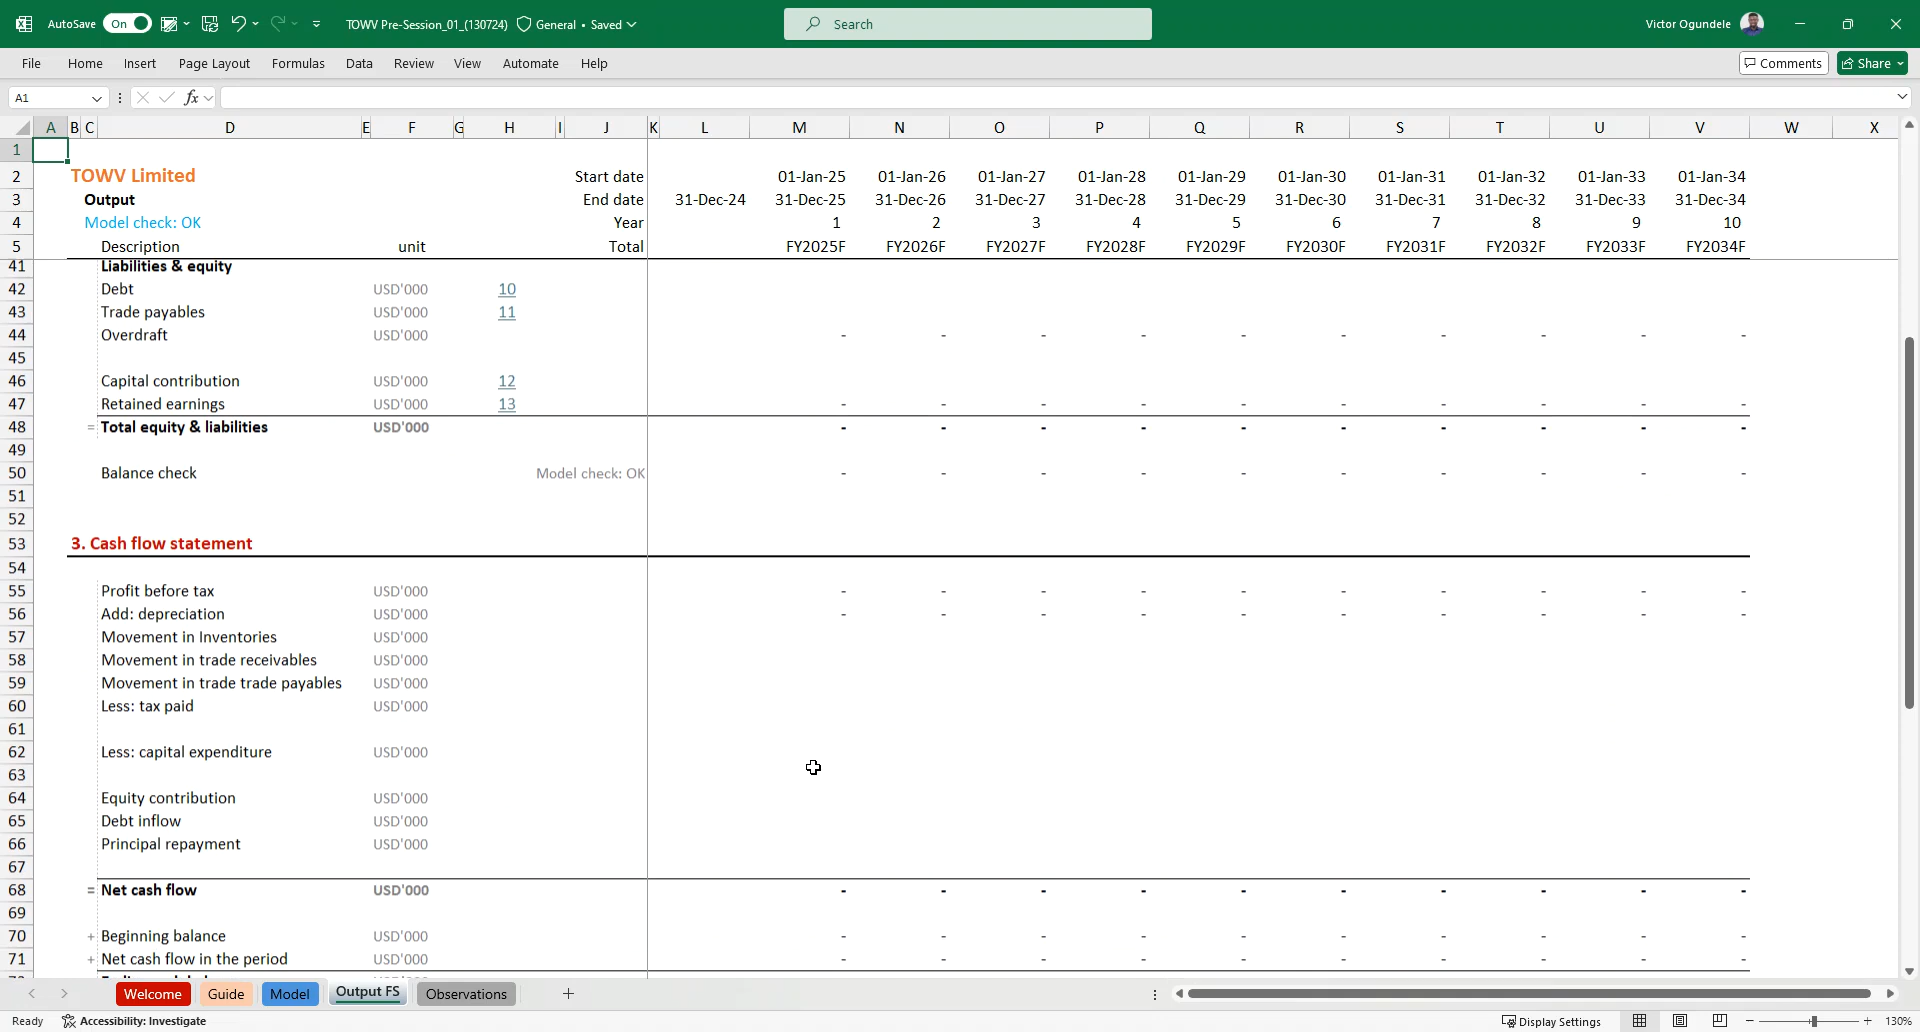 AutoSave On TOWV Pre-Session_01_(130724) General • Saved Search Victor Ogundele
File Home Insert Page Layout Formulas Data Review View Automate Help Comments Share
A1 fx
A B C D E F G H I J K L M N O P Q R S T U V W X
1
2 TOWV Limited Start date 01-Jan-25 01-Jan-26 01-Jan-27 01-Jan-28 01-Jan-29 01-Jan-30 01-Jan-31 01-Jan-32 01-Jan-33 01-Jan-34
3 Output End date 31-Dec-24 31-Dec-25 31-Dec-26 31-Dec-27 31-Dec-28 31-Dec-29 31-Dec-30 31-Dec-31 31-Dec-32 31-Dec-33 31-Dec-34
4 Model check: OK Year 1 2 3 4 5 6 7 8 9 10
5 Description unit Total FY2025F FY2026F FY2027F FY2028F FY2029F FY2030F FY2031F FY2032F FY2033F FY2034F
41 Liabilities & equity
42 Debt USD'000 10
43 Trade payables USD'000 11
44 Overdraft USD'000 - - - - - - - - - -
45
46 Capital contribution USD'000 12
47 Retained earnings USD'000 13 - - - - - - - - - -
48 = Total equity & liabilities USD'000 - - - - - - - - - -
49
50 Balance check Model check: OK - - - - - - - - - -
51
52
53 3. Cash flow statement
54
55 Profit before tax USD'000 - - - - - - - - - -
56 Add: depreciation USD'000 - - - - - - - - - -
57 Movement in Inventories USD'000
58 Movement in trade receivables USD'000
59 Movement in trade trade payables USD'000
60 Less: tax paid USD'000
61
62 Less: capital expenditure USD'000
63
64 Equity contribution USD'000
65 Debt inflow USD'000
66 Principal repayment USD'000
67
68 = Net cash flow USD'000 - - - - - - - - - -
69
70 + Beginning balance USD'000 - - - - - - - - - -
71 + Net cash flow in the period USD'000 - - - - - - - - - -
Welcome Guide Model Output FS Observations +
Ready Accessibility: Investigate Display Settings - + 130%